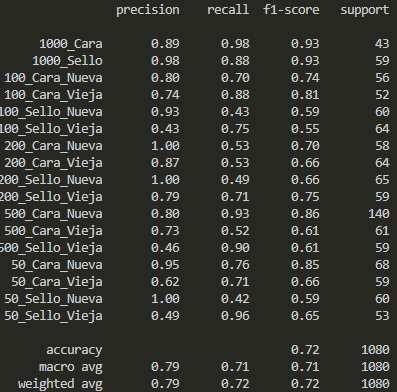 precision recall f1-score support
1000_Cara 0.89 0.98 0.93 43
1000_Sello 0.98 0.88 0.93 59
100_Cara_Nueva 0.80 0.70 0.74 56
100_Cara_Vieja 0.74 0.88 0.81 52
100_Sello_Nueva 0.93 0.43 0.59 60
100_Sello_Vieja 0.43 0.75 0.55 64
200_Cara_Nueva 1.00 0.53 0.70 58
200_Cara_Vieja 0.87 0.53 0.66 64
200_Sello_Nueva 1.00 0.49 0.66 65
200_Sello_Vieja 0.79 0.71 0.75 59
500_Cara_Nueva 0.80 0.93 0.86 140
500_Cara_Vieja 0.73 0.52 0.61 61
500_Sello_Vieja 0.46 0.90 0.61 59
50_Cara_Nueva 0.95 0.76 0.85 68
50_Cara_Vieja 0.62 0.71 0.66 59
50_Sello_Nueva 1.00 0.42 0.59 60
50_Sello_Vieja 0.49 0.96 0.65 53
accuracy 0.72 1080
macro avg 0.79 0.71 0.71 1080
weighted avg 0.79 0.72 0.72 1080